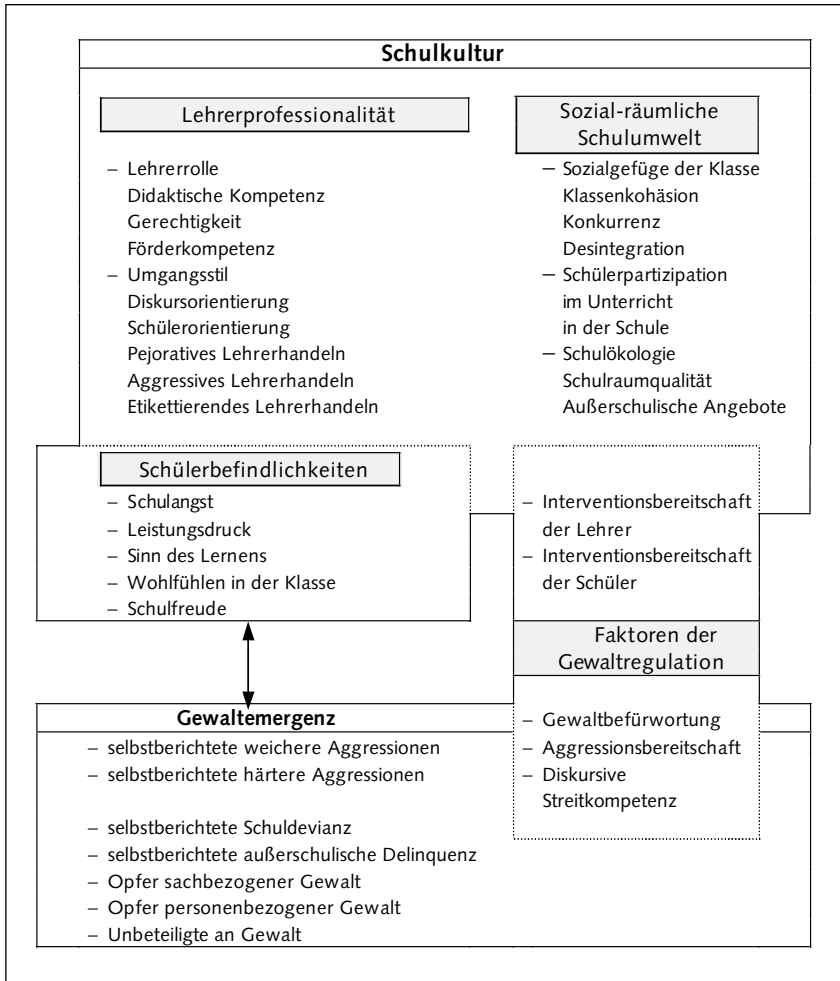 Schulkultur
Lehrerprofessionalität
– Lehrerrolle
Didaktische Kompetenz
Gerechtigkeit
Förderkompetenz
– Umgangsstil
Diskursorientierung
Schülerorientierung
Pejoratives Lehrerhandeln
Aggressives Lehrerhandeln
Etikettierendes Lehrerhandeln
Sozial-räumliche
Schulumwelt
– Sozialgefüge der Klasse
Klassenkohäsion
Konkurrenz
Desintegration
– Schülerpartizipation
im Unterricht
in der Schule
– Schulökologie
Schulraumqualität
Außerschulische Angebote
Schülerbefindlichkeiten
– Schulangst
– Leistungsdruck
– Sinn des Lernens
– Wohlfühlen in der Klasse
– Schulfreude
– Interventionsbereitschaft
der Lehrer
– Interventionsbereitschaft
der Schüler
Faktoren der
Gewaltregulation
– Gewaltbefürwortung
– Aggressionsbereitschaft
– Diskursive
Streitkompetenz
Gewaltemergenz
– selbstberichtete weichere Aggressionen
– selbstberichtete härtere Aggressionen
– selbstberichtete Schuldevianz
– selbstberichtete außerschulische Delinquenz
– Opfer sachbezogener Gewalt
– Opfer personenbezogener Gewalt
– Unbeteiligte an Gewalt